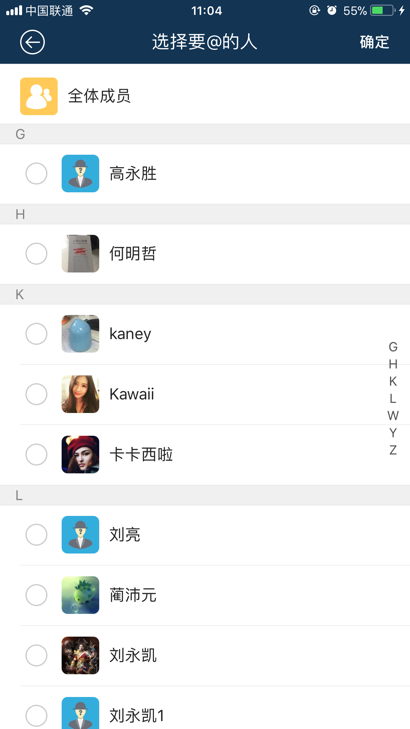 中国联通 11:04 55%
选择要@的人 确定
全体成员
G
高永胜
H
何明哲
K
kaney
Kawaii
卡卡西啦
L
刘亮
蔺沛元
刘永凯
刘永凯1
G
H
K
L
W
Y
Z